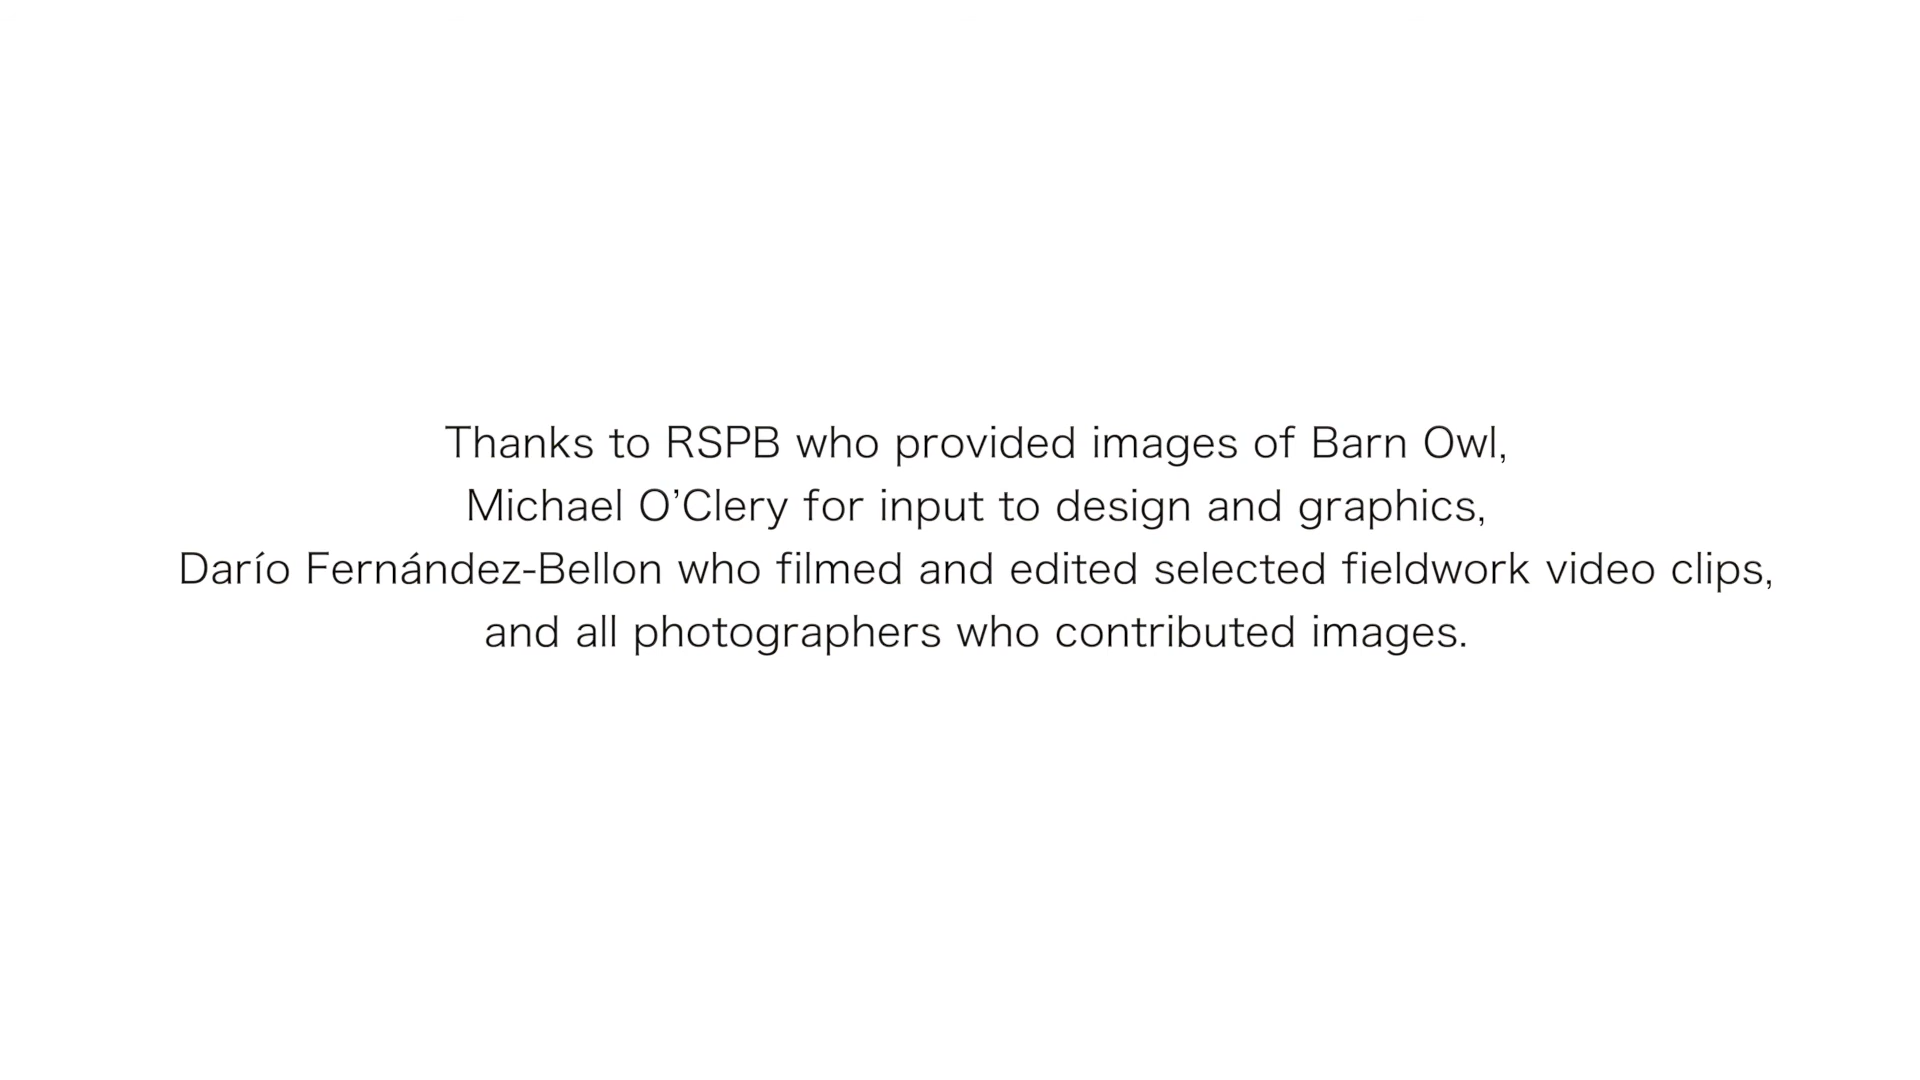 Thanks to RSPB who provided images of Barn Owl,
Michael O’Clery for input to design and graphics,
Darío Fernández-Bellon who filmed and edited selected fieldwork video clips,
and all photographers who contributed images.